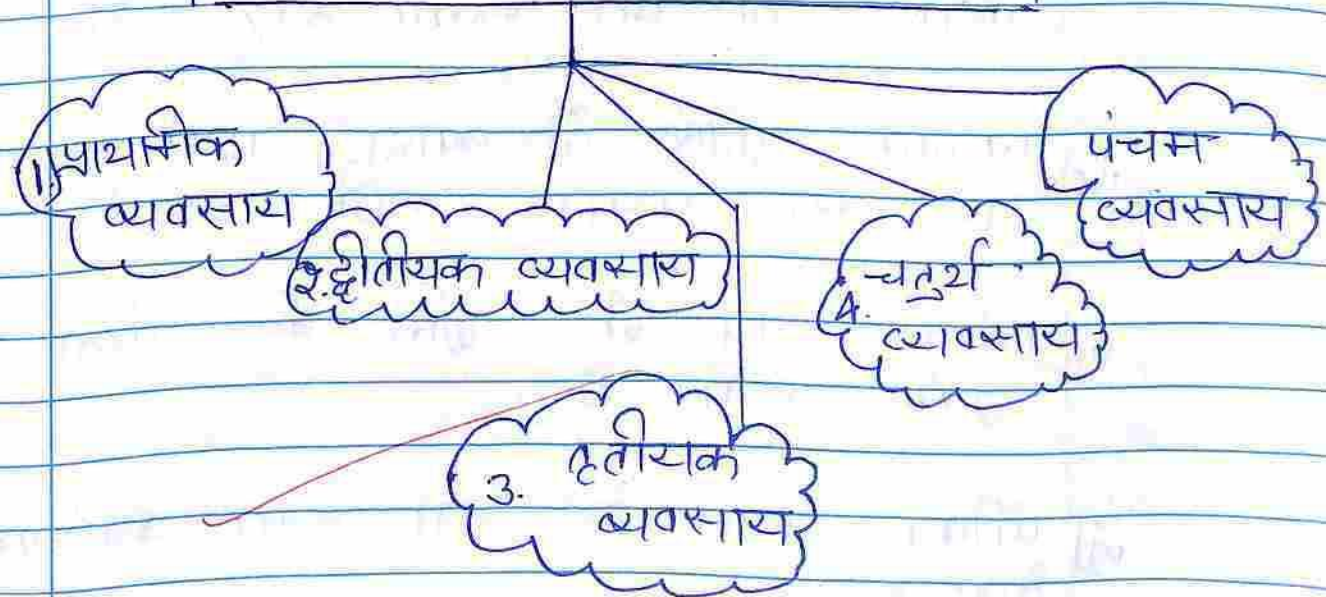 1. प्राथमिक
व्यवसाय
2. द्वीतीयक व्यवसाय
3. तृतीयक
व्यवसाय
4. चतुर्थ
व्यवसाय
पंचम
व्यवसाय